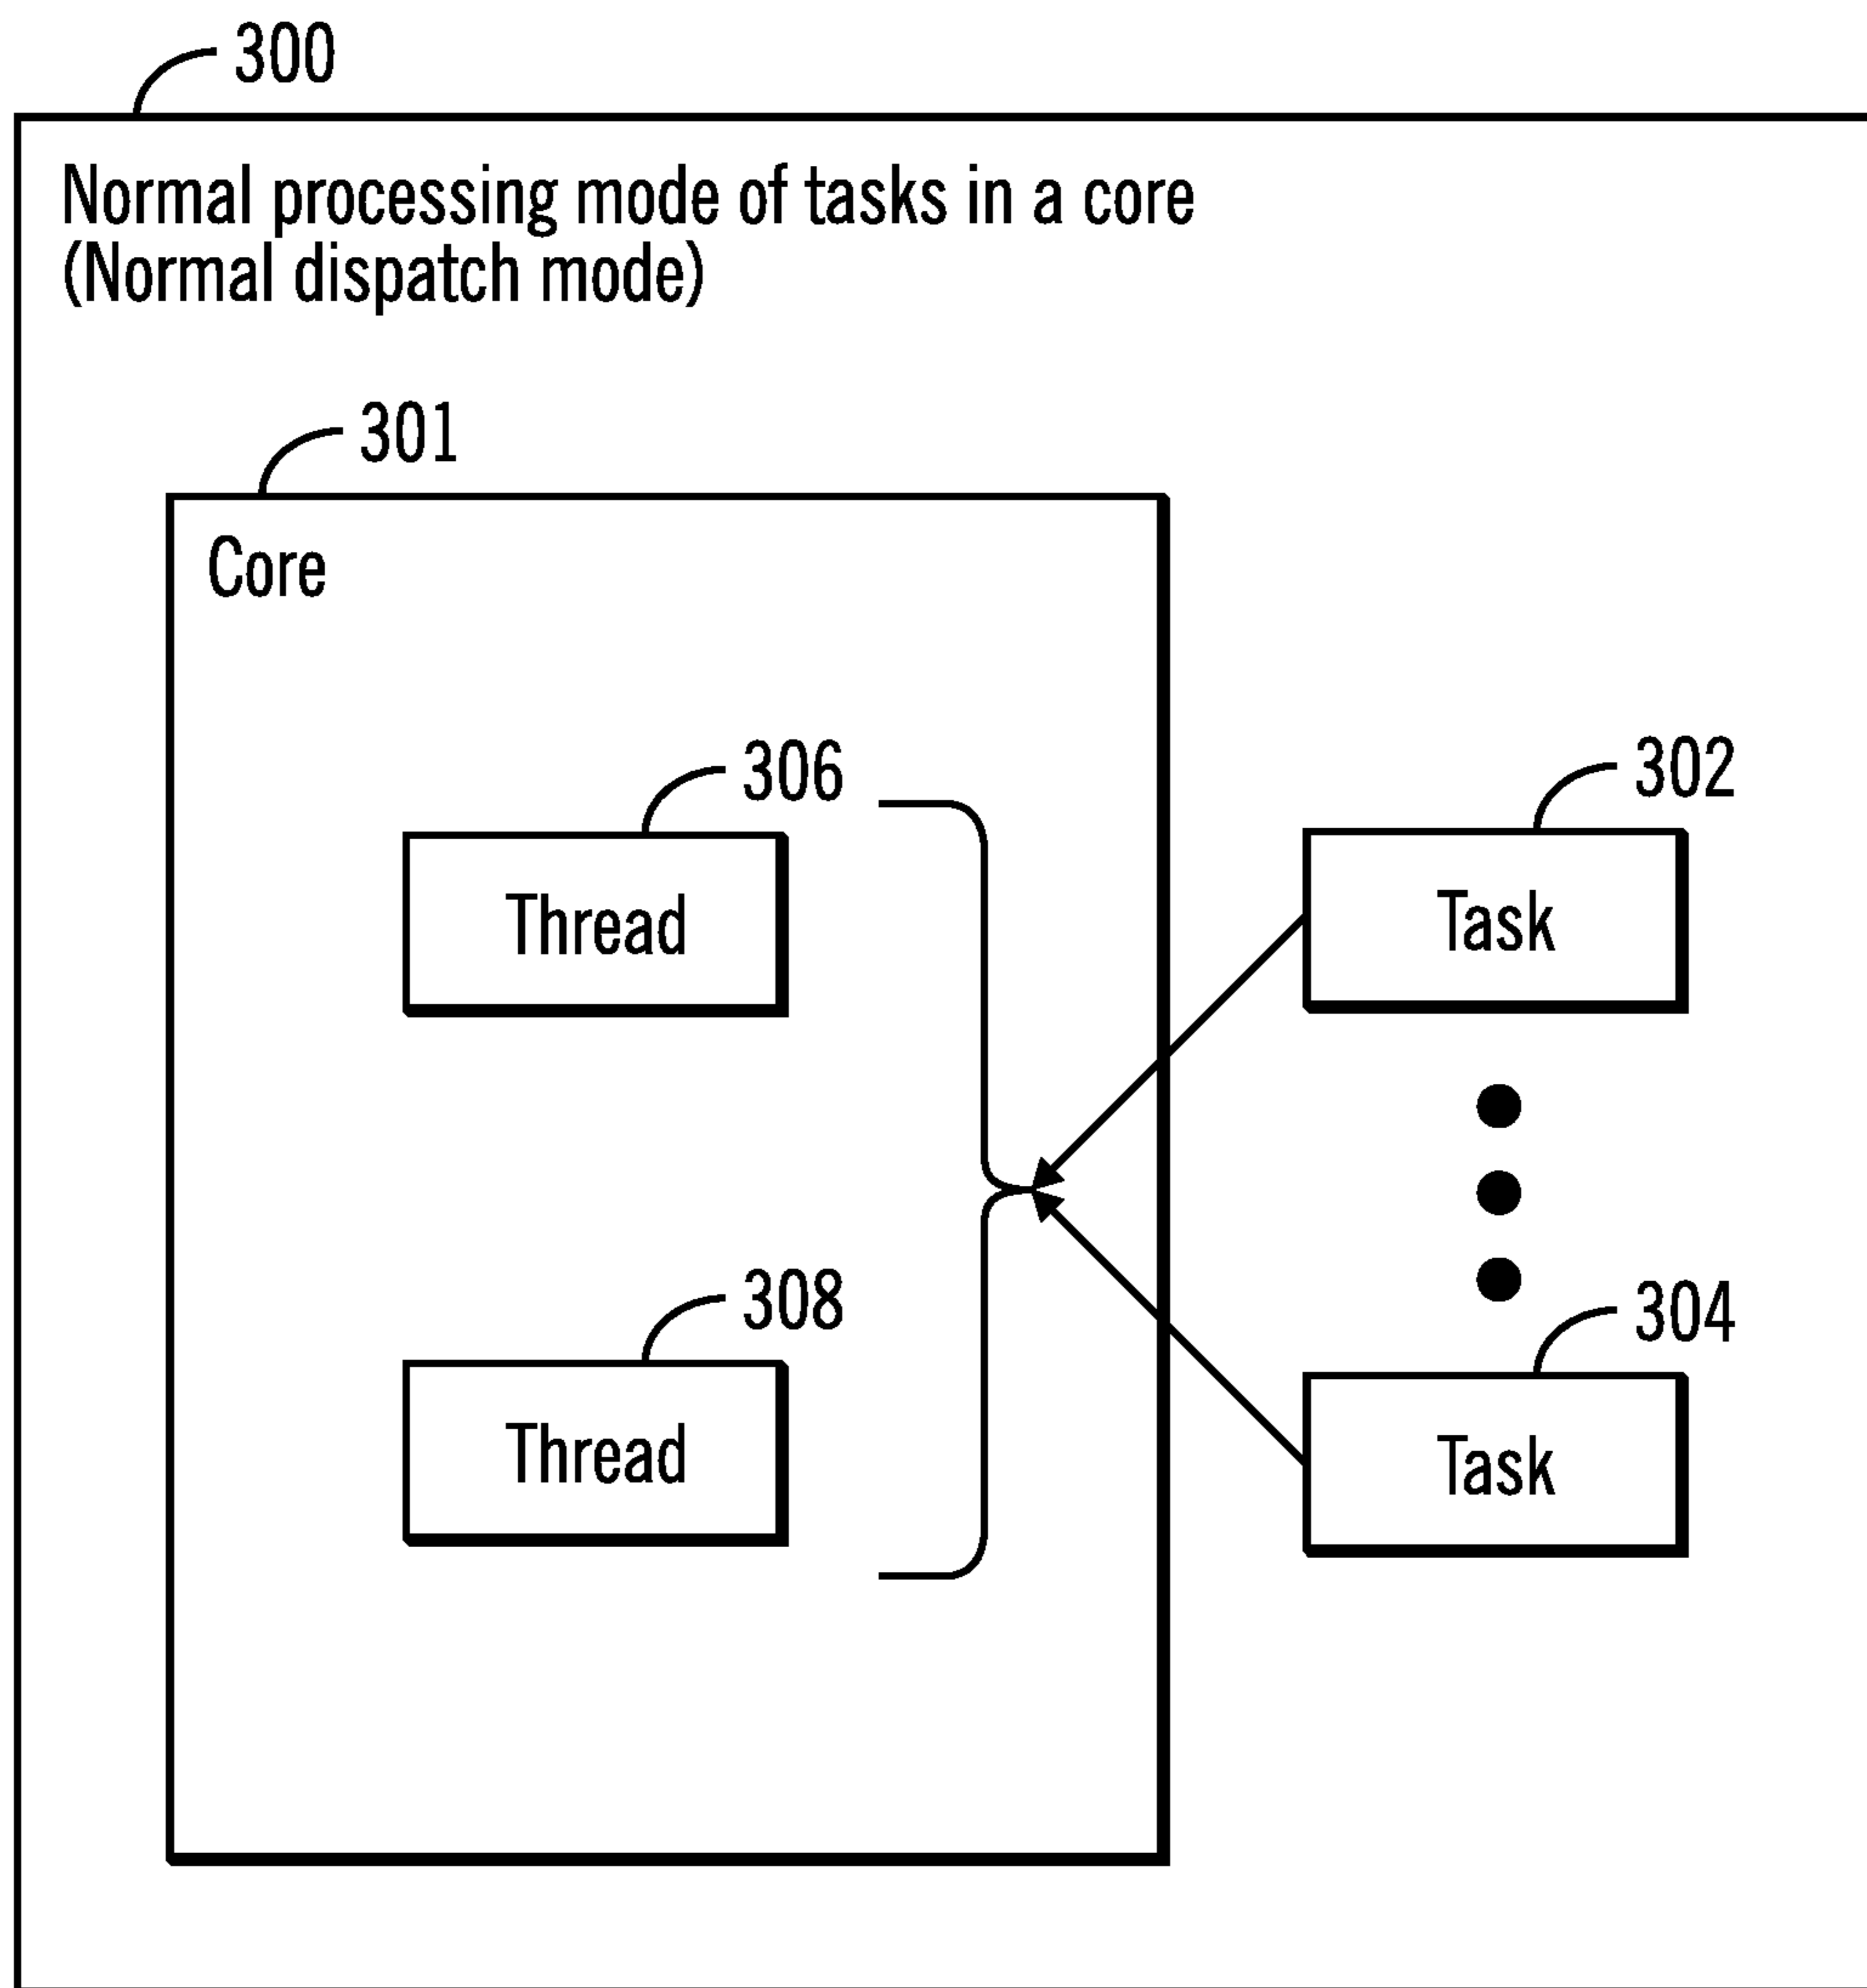 300
Normal processing mode of tasks in a core
(Normal dispatch mode)
301
Core
306
302
Thread
Task
308
304
Thread
Task